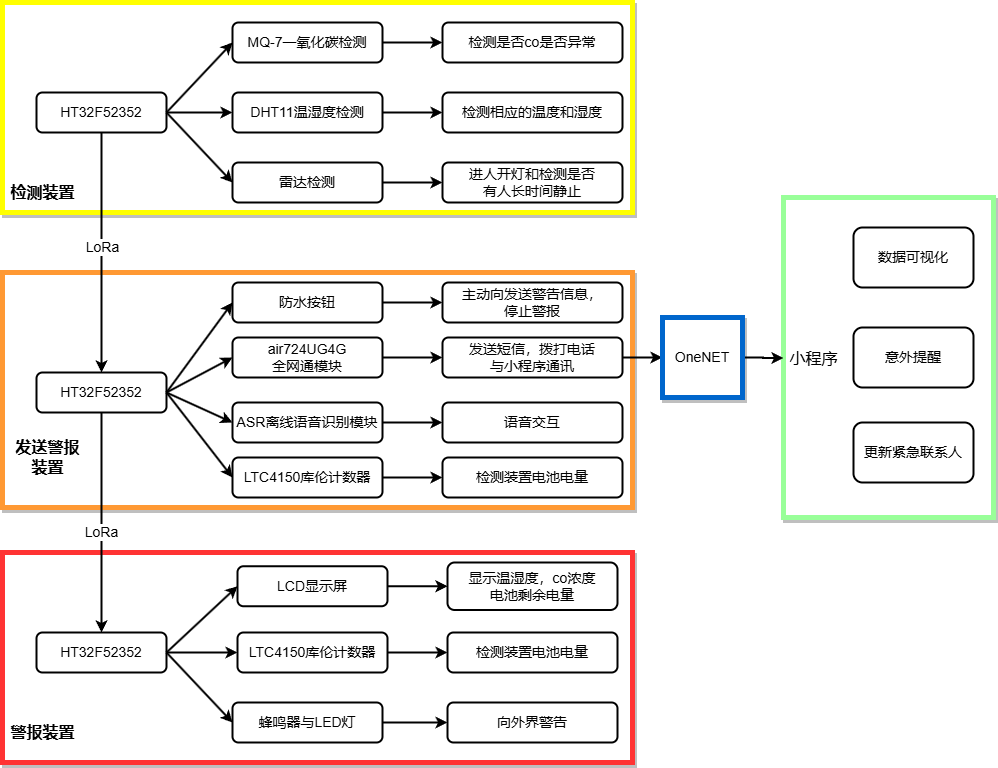 MQ-7一氧化碳检测
检测是否co是否异常
HT32F52352
DHT11温湿度检测
检测相应的温度和湿度
雷达检测
进人开灯和检测是否
有人长时间静止
检测装置
LoRa
防水按钮
主动向发送警告信息，
停止警报
air724UG4G
全网通模块
发送短信，拨打电话
与小程序通讯
HT32F52352
ASR离线语音识别模块
语音交互
LTC4150库伦计数器
检测装置电池电量
发送警报
装置
OneNET
小程序
数据可视化
意外提醒
更新紧急联系人
LoRa
LCD显示屏
显示温湿度，co浓度
电池剩余电量
HT32F52352
LTC4150库伦计数器
检测装置电池电量
蜂鸣器与LED灯
向外界警告
警报装置